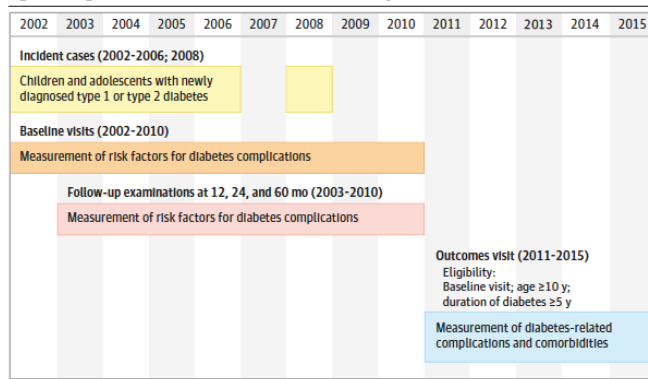 2002 2003 2004 2005 2006 2007 2008 2009 2010 2011 2012 2013 2014 2015
Incident cases (2002-2006; 2008)
Children and adolescents with newly
diagnosed type 1 or type 2 diabetes
Baseline visits (2002-2010)
Measurement of risk factors for diabetes complications
Follow-up examinations at 12, 24, and 60 mo (2003-2010)
Measurement of risk factors for diabetes complications
Outcomes visit (2011-2015)
Eligibility:
Baseline visit; age ≥10 y;
duration of diabetes ≥5 y
Measurement of diabetes-related
complications and comorbidities